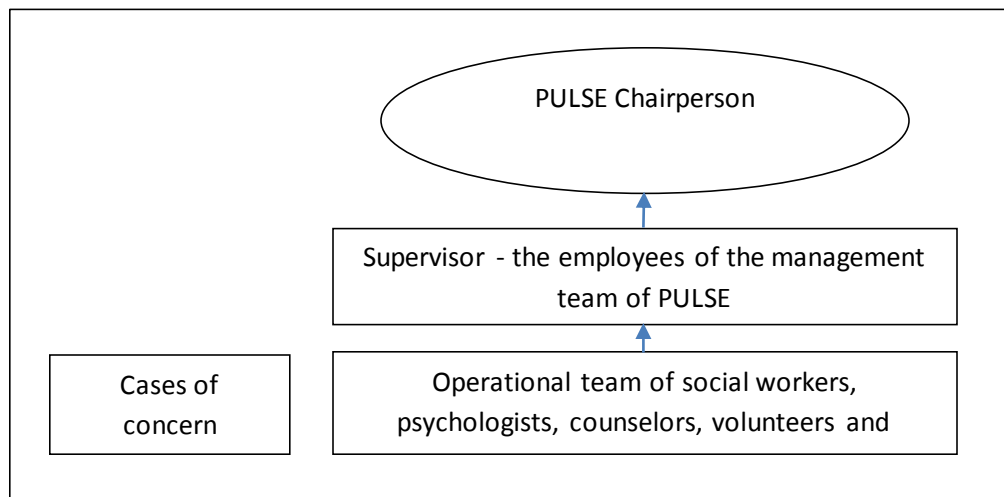 PULSE Chairperson
Supervisor - the employees of the management
team of PULSE
Cases of
concern
Operational team of social workers,
psychologists, counselors, volunteers and